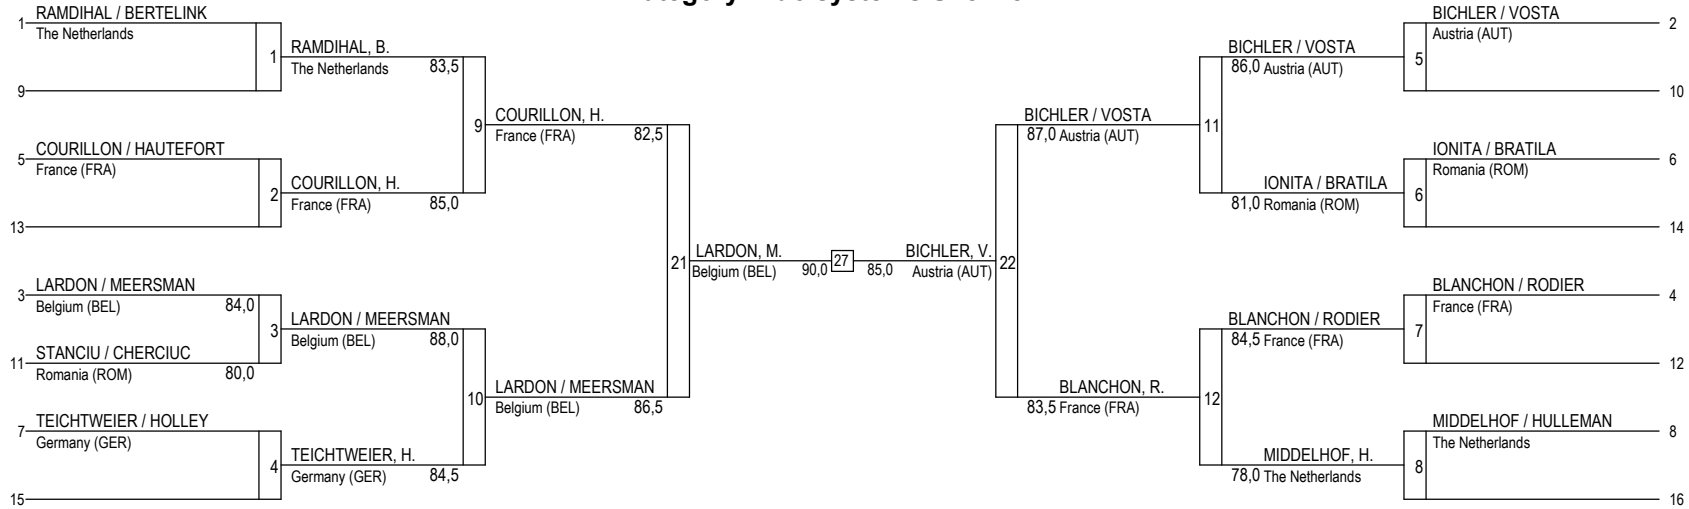 1 RAMDIHAL / BERTELINK
The Netherlands
9
1
RAMDIHAL, B.
The Netherlands 83,5
5 COURILLON / HAUTEFORT
France (FRA)
13
2
COURILLON, H.
France (FRA) 85,0
9
COURILLON, H.
France (FRA) 82,5
3 LARDON / MEERSMAN
Belgium (BEL) 84,0
11 STANCIU / CHERCIUC
Romania (ROM) 80,0
3
LARDON / MEERSMAN
Belgium (BEL) 88,0
7 TEICHTWEIER / HOLLEY
Germany (GER)
15
4
TEICHTWEIER, H.
Germany (GER) 84,5
10
LARDON / MEERSMAN
Belgium (BEL) 86,5
21
LARDON, M.
Belgium (BEL) 90,0
27
BICHLER, V.
85,0 Austria (AUT)
22
BICHLER / VOSTA
87,0 Austria (AUT)
11
BICHLER / VOSTA
86,0 Austria (AUT)
5
BICHLER / VOSTA 2
Austria (AUT)
10
IONITA / BRATILA
81,0 Romania (ROM)
6
IONITA / BRATILA 6
Romania (ROM)
14
BLANCHON, R.
83,5 France (FRA)
12
BLANCHON / RODIER
84,5 France (FRA)
7
BLANCHON / RODIER 4
France (FRA)
12
MIDDELHOF, H.
78,0 The Netherlands
8
MIDDELHOF / HULLEMAN 8
The Netherlands
16